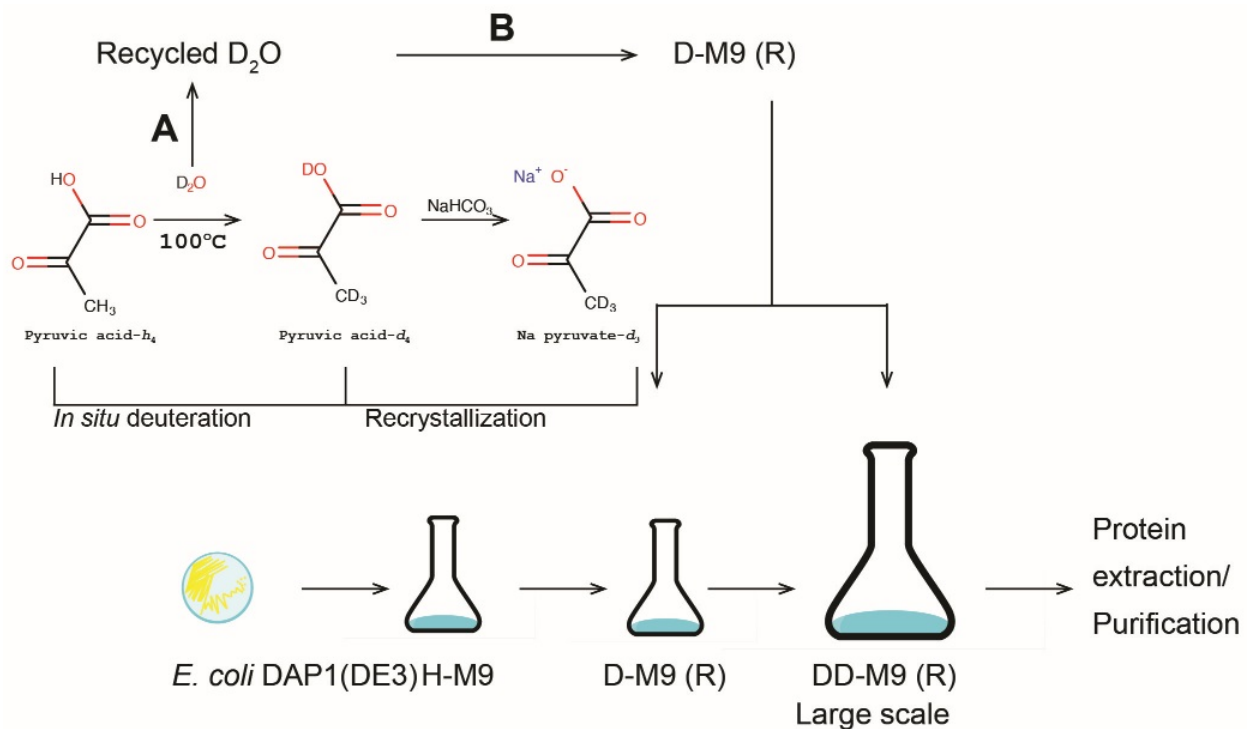 Recycled D₂O
B
D-M9 (R)
A
HO
D₂O
O
O
100°C
CH₃
Pyruvic acid-h₄
DO
O
O
CD₃
Pyruvic acid-d₄
NaHCO₃
Na⁺ O⁻
O
O
CD₃
Na pyruvate-d₃
In situ deuteration
Recrystallization
E. coli DAP1(DE3)
H-M9
D-M9 (R)
DD-M9 (R)
Large scale
Protein
extraction/
Purification